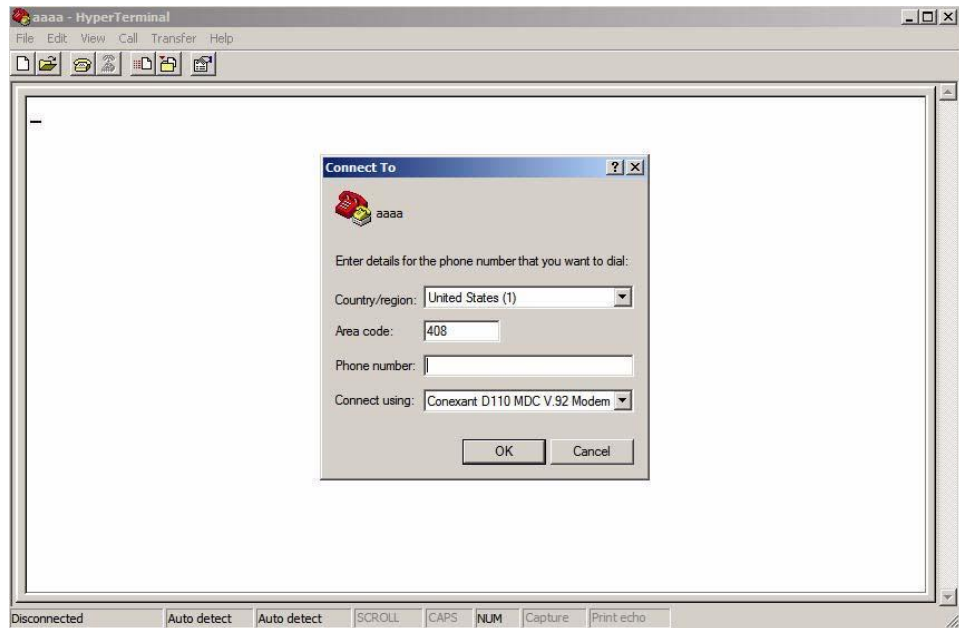 aaaa - HyperTerminal
File Edit View Call Transfer Help
Connect To
aaaa
Enter details for the phone number that you want to dial:
Country/region: United States (1)
Area code: 408
Phone number:
Connect using: Conexant D110 MDC V.92 Modem
OK Cancel
Disconnected Auto detect Auto detect SCROLL CAPS NUM Capture Print echo